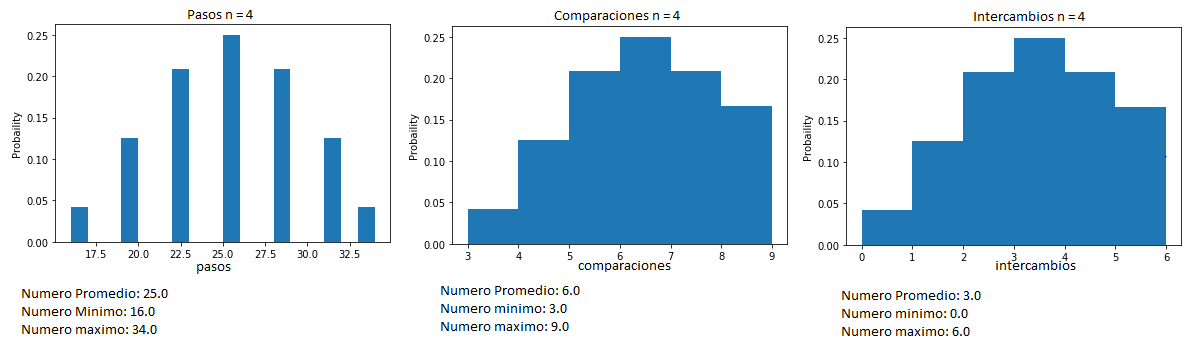 Pasos n = 4
0.25
0.20
0.15
0.10
0.05
0.00
Probaility
17.5 20.0 22.5 25.0 27.5 30.0 32.5
pasos
Numero Promedio: 25.0
Numero Minimo: 16.0
Numero maximo: 34.0
Comparaciones n = 4
0.25
0.20
0.15
0.10
0.05
0.00
Probaility
3 4 5 6 7 8 9
comparaciones
Numero Promedio: 6.0
Numero minimo: 3.0
Numero maximo: 9.0
Intercambios n = 4
0.25
0.20
0.15
0.10
0.05
0.00
Probaility
0 1 2 3 4 5 6
intercambios
Numero Promedio: 3.0
Numero minimo: 0.0
Numero maximo: 6.0